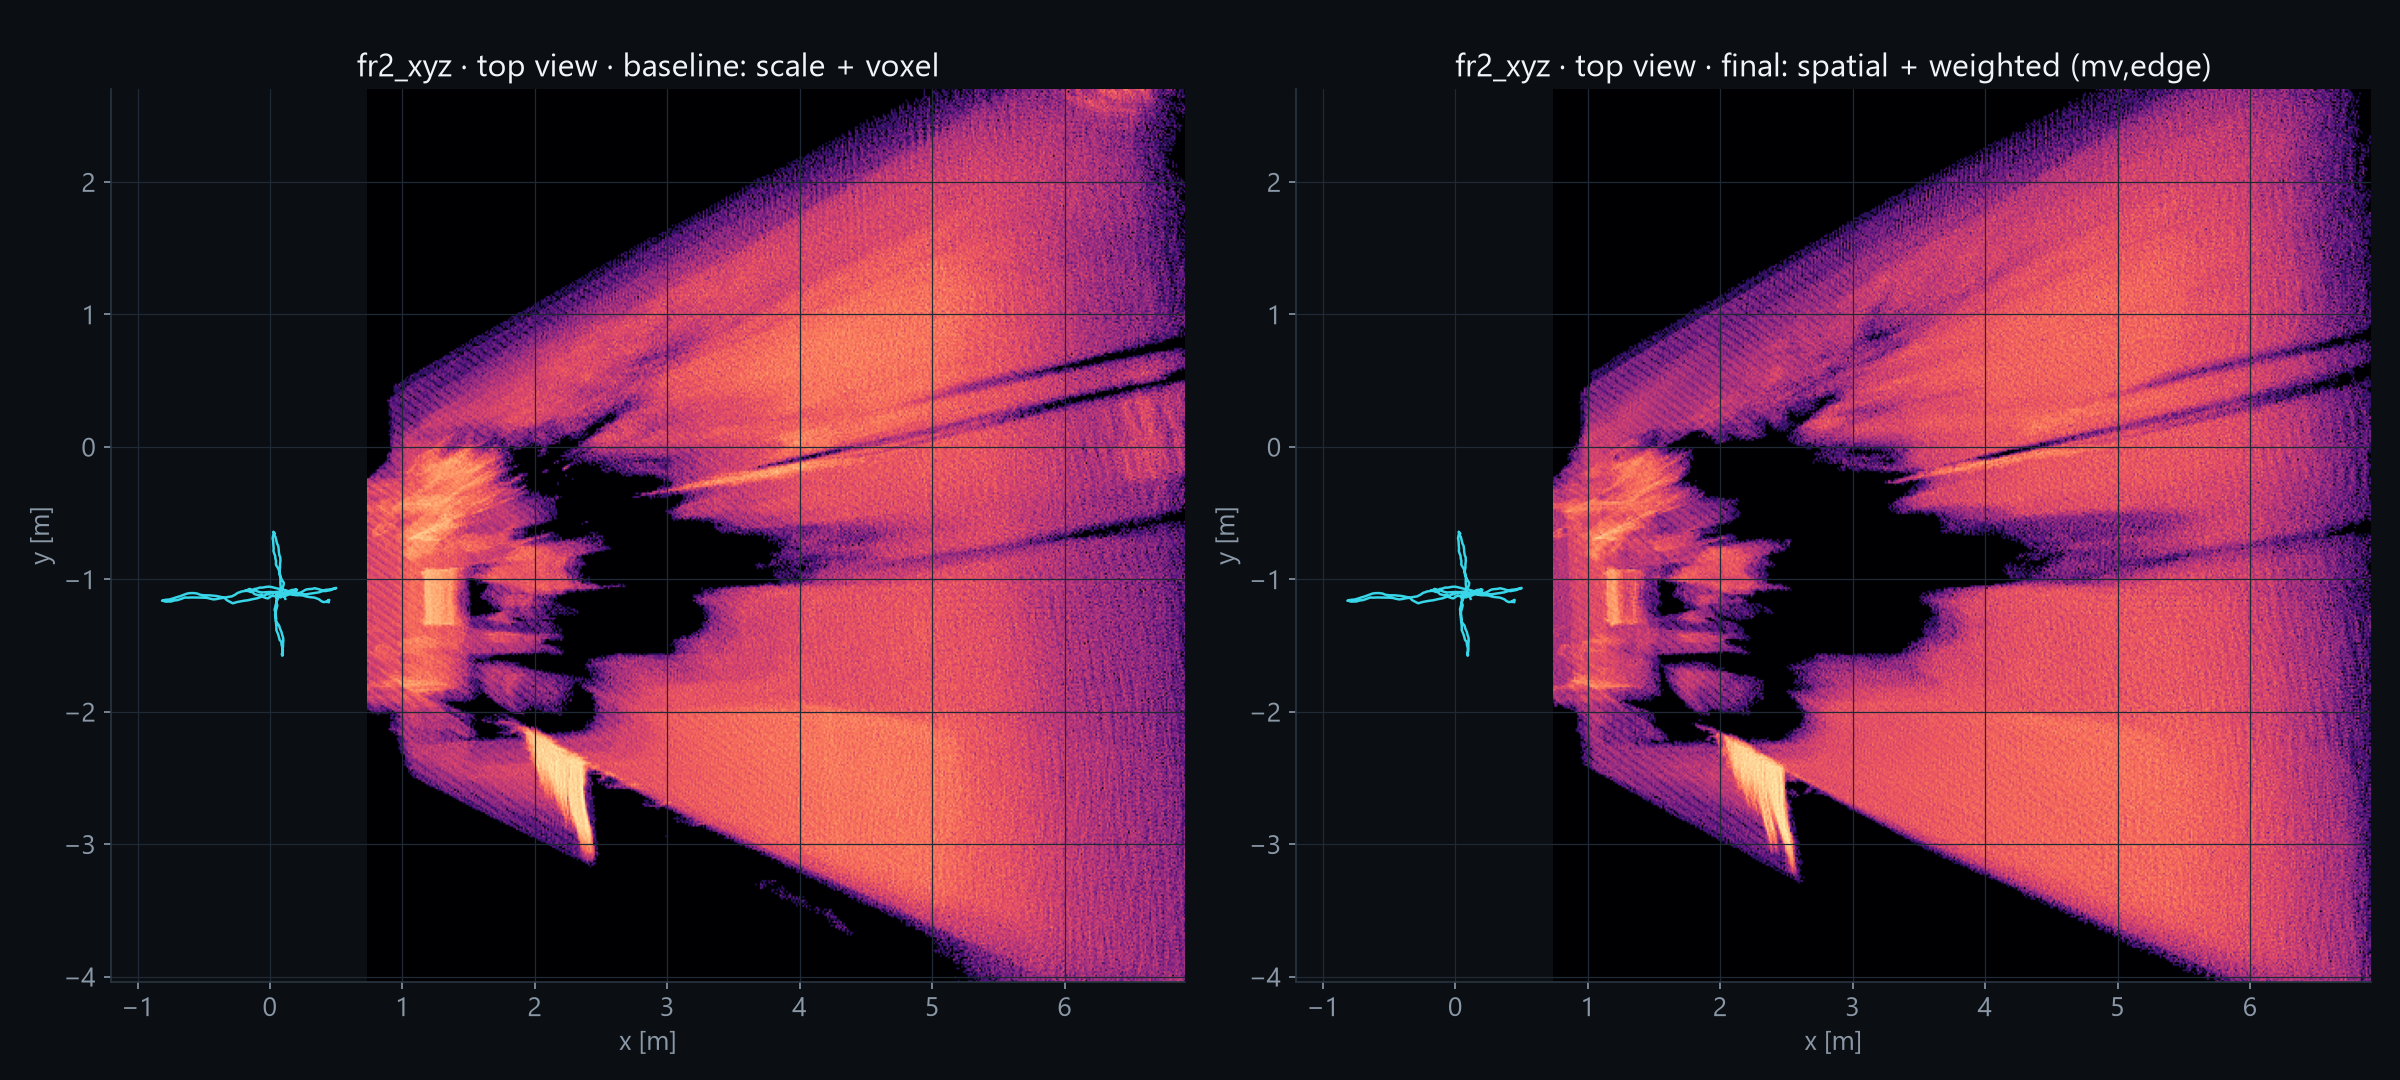 fr2_xyz · top view · baseline: scale + voxel
y [m]
2
1
0
−1
−2
−3
−4
−1 0 1 2 3 4 5 6
x [m]
fr2_xyz · top view · final: spatial + weighted (mv,edge)
y [m]
2
1
0
−1
−2
−3
−4
−1 0 1 2 3 4 5 6
x [m]